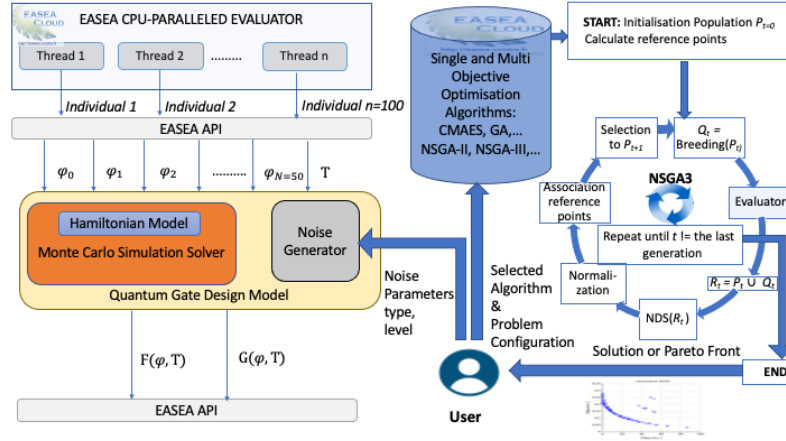 EASEA CPU-PARALLELED EVALUATOR
EASEA
CLOUD
Thread 1
Thread 2
..........
Thread n
Individual 1
Individual 2
Individual n=100
EASEA API
φ0
φ1
φ2
..........
φN=50
T
Hamiltonian Model
Monte Carlo Simulation Solver
Noise
Generator
Quantum Gate Design Model
F(φ, T)
G(φ, T)
EASEA API
EASEA
CLOUD
Single and Multi
Objective
Optimisation
Algorithms:
CMAES, GA,...
NSGA-II, NSGA-III,...
Noise
Parameters
type,
level
Selected
Algorithm
&
Problem
Configuration
User
START: Initialisation Population Pt=0
Calculate reference points
Selection
to Pt+1
Qt =
Breeding(Pt)
Association
reference
points
NSGA3
Evaluator
Repeat until t != the last
generation
Normali-
zation
Rt = Pt ∪ Qt
NDS(Rt)
Solution or Pareto Front
END